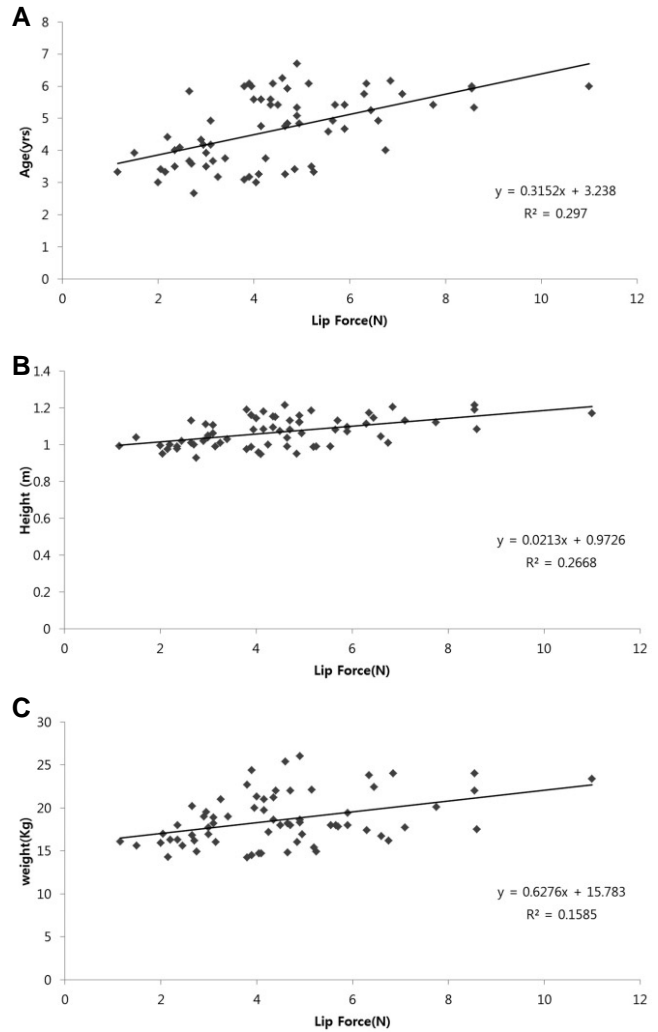 A
8
7
6
5
4
3
2
1
0
Age(yrs)
0 2 4 6 8 10 12
Lip Force(N)
y = 0.3152x + 3.238
R² = 0.297
B
1.4
1.2
1
0.8
0.6
0.4
0.2
0
Height (m)
0 2 4 6 8 10 12
Lip Force(N)
y = 0.0213x + 0.9726
R² = 0.2668
C
30
25
20
15
10
5
0
weight(Kg)
0 2 4 6 8 10 12
Lip Force(N)
y = 0.6276x + 15.783
R² = 0.1585